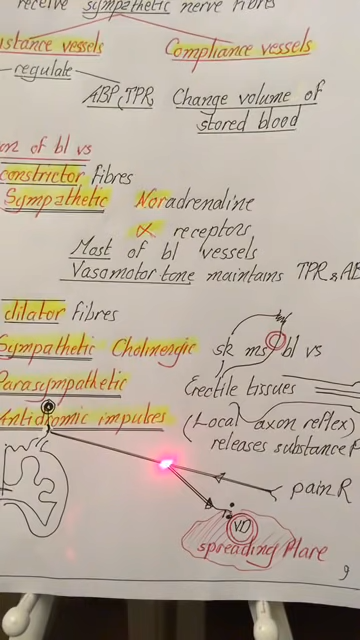 receive sympathetic nerve fibres
istance vessels Compliance vessels
regulate
ABP, TPR Change volume of
stored blood
on of bl vs
constrictor fibres
Sympathetic Noradrenaline
∝ receptors
Most of bl vessels
Vasomotor tone maintains TPR & AB
dilator fibres
Sympathetic Cholinergic sk ms bl vs
Parasympathetic Erectile tissues
Antidromic impulses (Local axon reflex)
releases substance P
pain R
VD
spreading flare
9